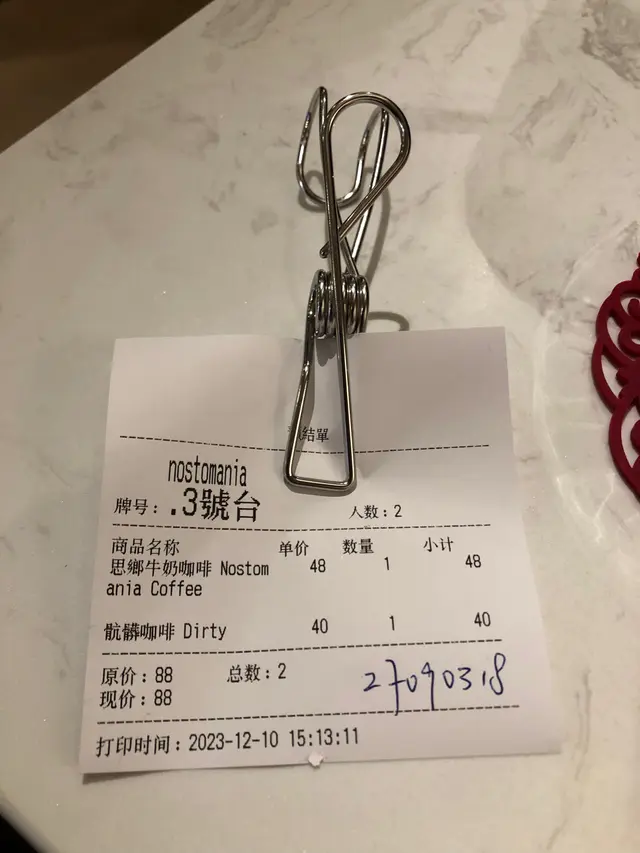 结單
nostomania
牌号：.3號台 人数：2
商品名称 单价 数量 小计
思鄉牛奶咖啡 Nostom 48 1 48
ania Coffee
骯髒咖啡 Dirty 40 1 40
原价：88 总数：2
现价：88
27090318
打印时间：2023-12-10 15:13:11